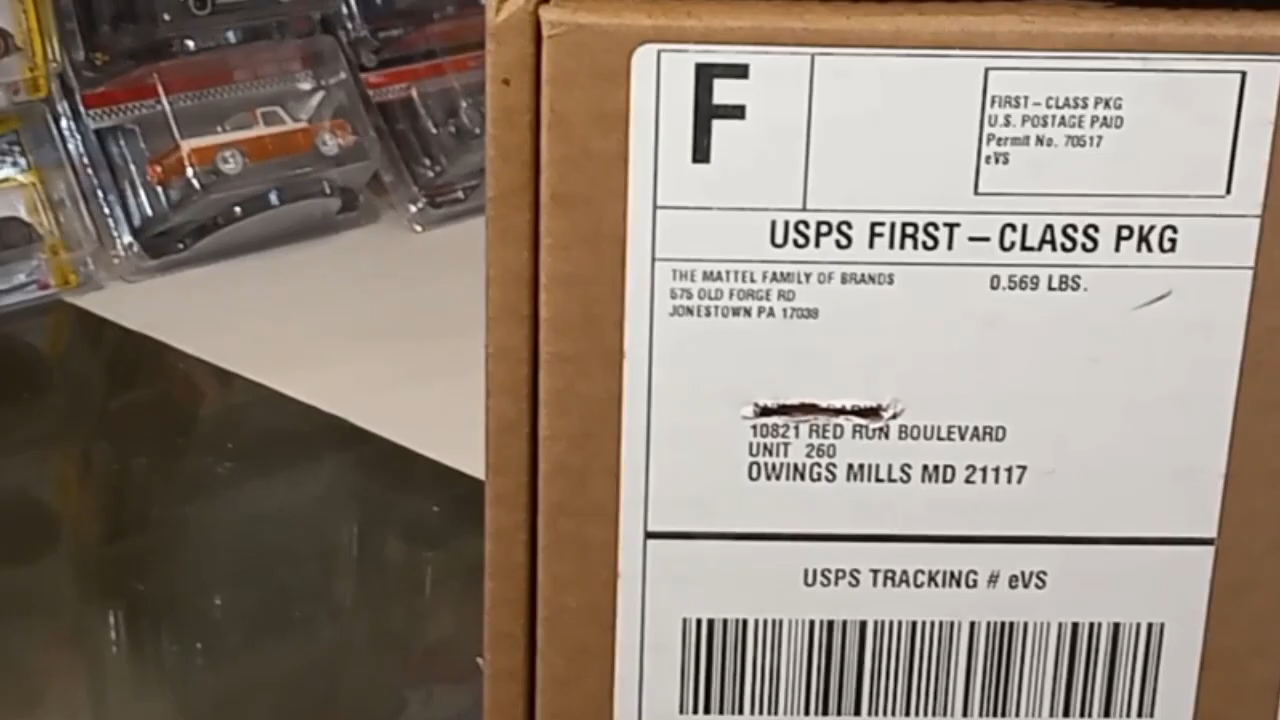 F
FIRST-CLASS PKG
U.S. POSTAGE PAID
Permit No. 70517
eVS
USPS FIRST-CLASS PKG
THE MATTEL FAMILY OF BRANDS
575 OLD FORGE RD
JONESTOWN PA 17038
0.569 LBS.
10821 RED RUN BOULEVARD
UNIT 260
OWINGS MILLS MD 21117
USPS TRACKING # eVS